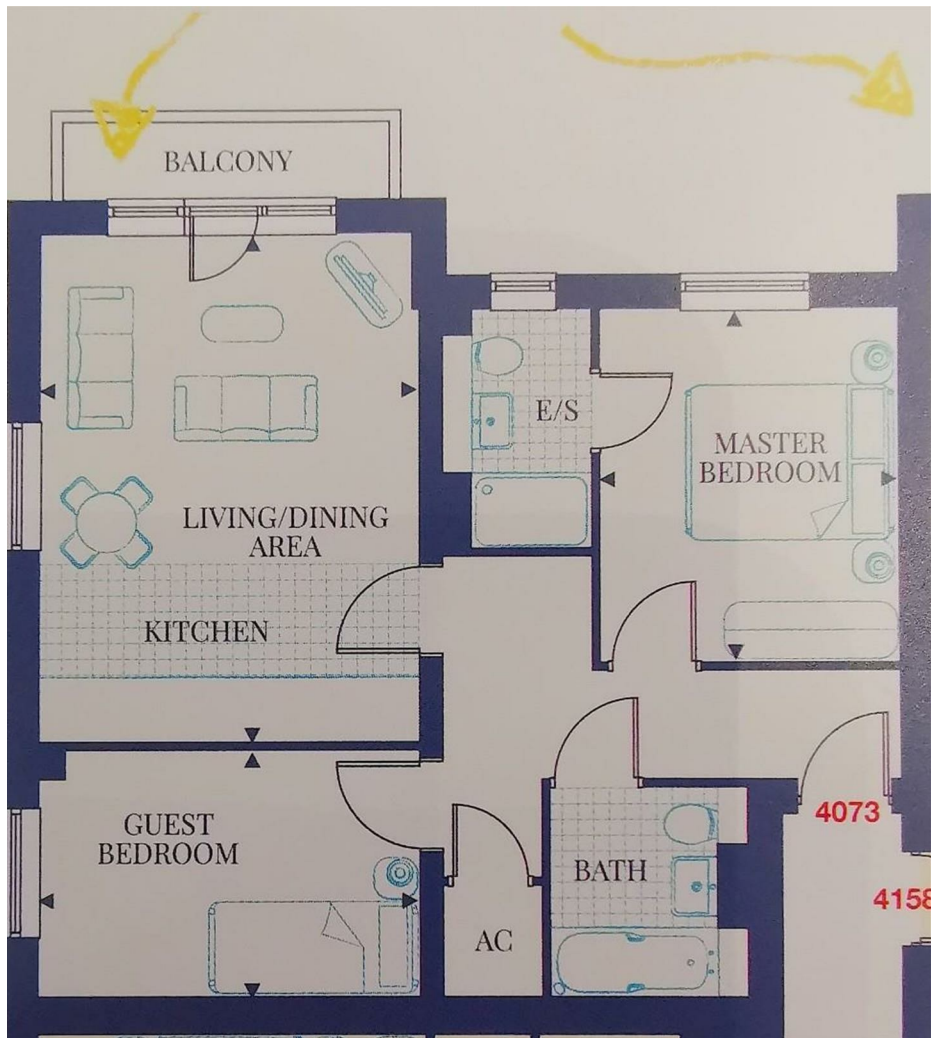 BALCONY
E/S
MASTER
BEDROOM
LIVING/DINING
AREA
KITCHEN
GUEST
BEDROOM
4073
BATH
4158
AC